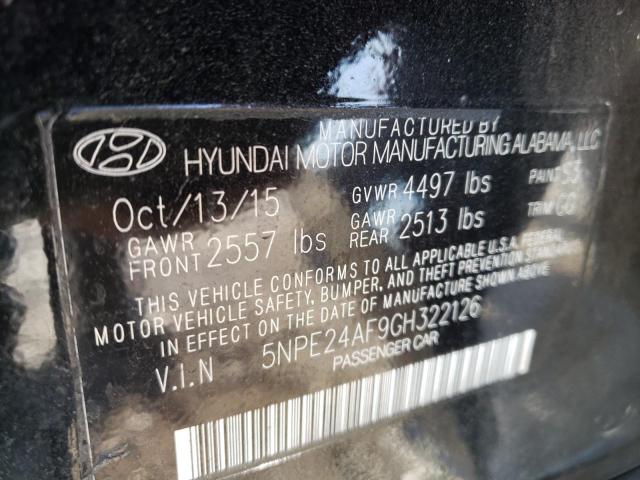 MANUFACTURED BY
HYUNDAI MOTOR MANUFACTURING ALABAMA, LLC
Oct/13/15 GVWR 4497 lbs PAINT S3
GAWR FRONT 2557 lbs GAWR REAR 2513 lbs TRIM GG
THIS VEHICLE CONFORMS TO ALL APPLICABLE U.S.A. FEDERAL
MOTOR VEHICLE SAFETY, BUMPER, AND THEFT PREVENTION STANDARDS
IN EFFECT ON THE DATE OF MANUFACTURE SHOWN ABOVE
V.I.N 5NPE24AF9GH322126
PASSENGER CAR